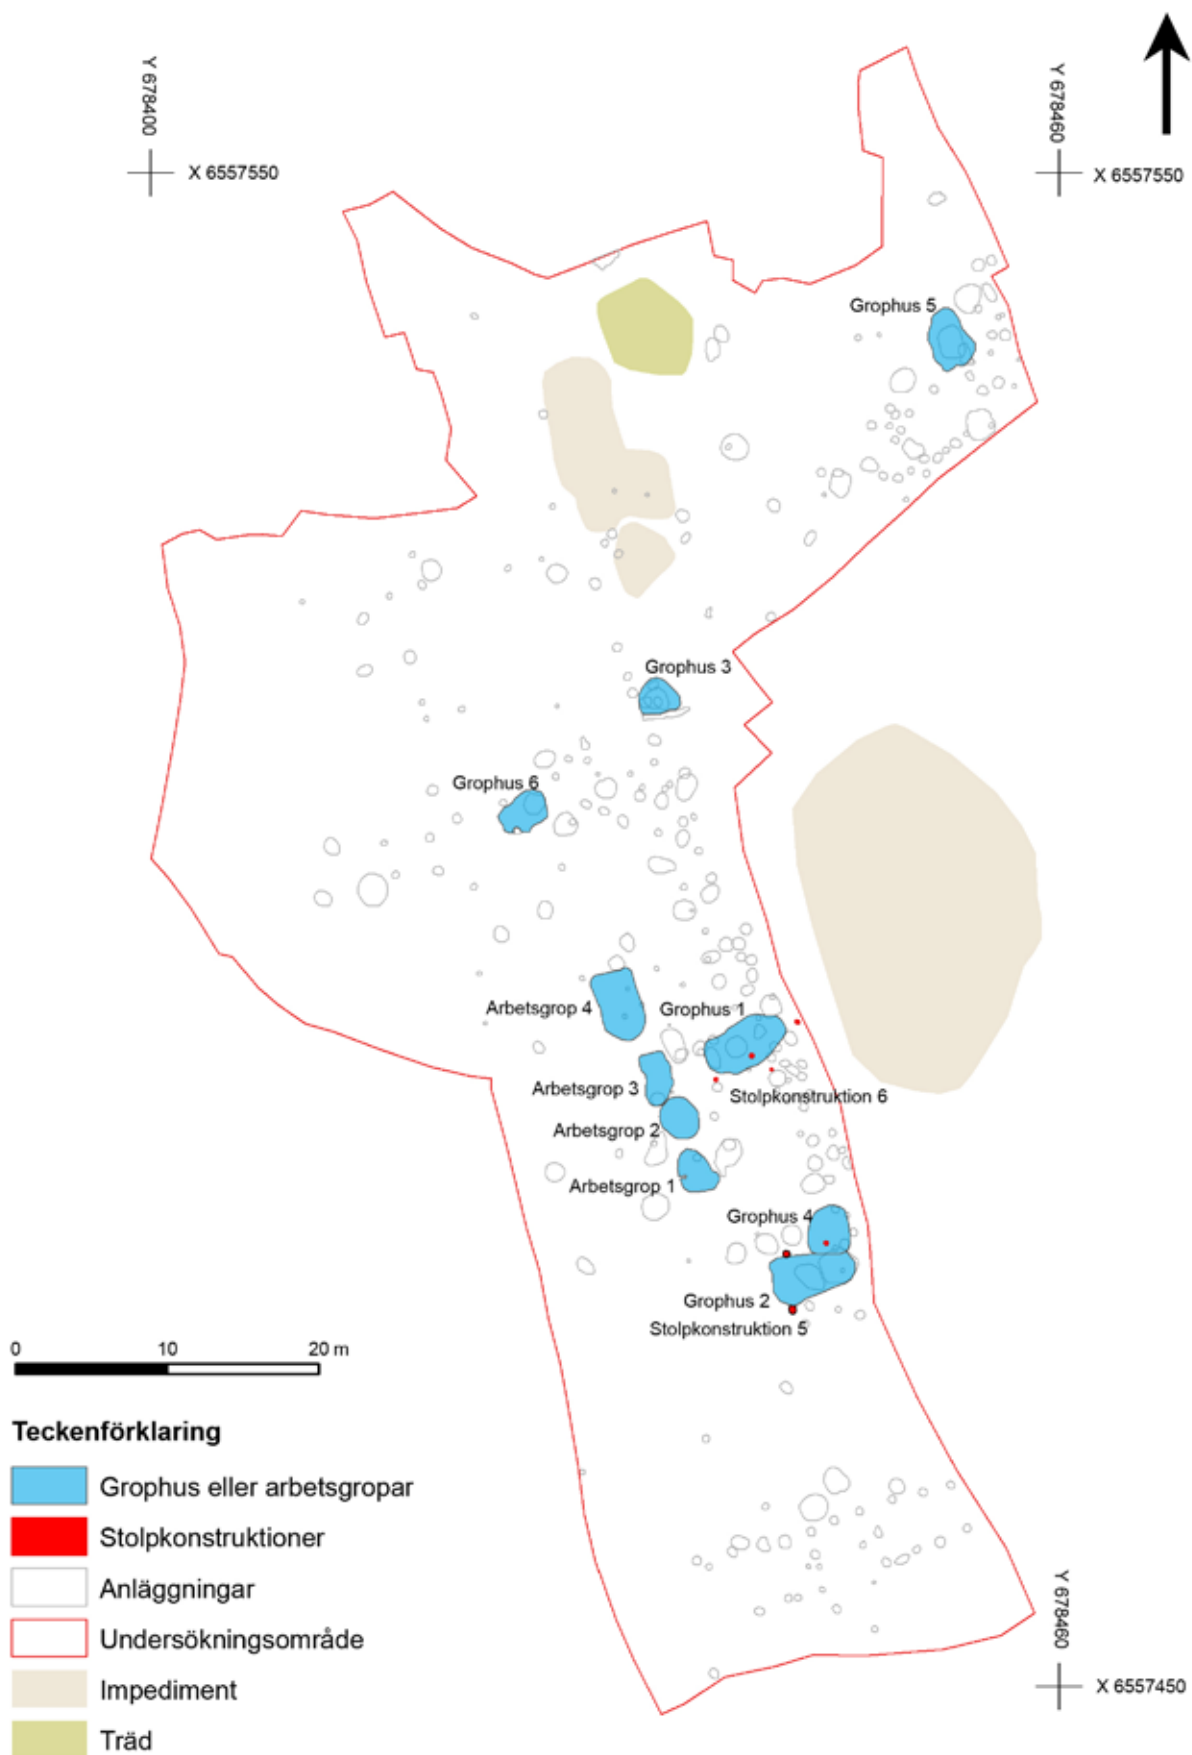 Y 678400
X 6557550
Y 678460
X 6557550
Grophus 5
Grophus 3
Grophus 6
Arbetsgrop 4
Grophus 1
Arbetsgrop 3
Stolpkonstruktion 6
Arbetsgrop 2
Arbetsgrop 1
Grophus 4
Grophus 2
Stolpkonstruktion 5
0 10 20 m
Teckenförklaring
Grophus eller arbetsgropar
Stolpkonstruktioner
Anläggningar
Undersökningsområde
Impediment
Träd
Y 678460
X 6557450